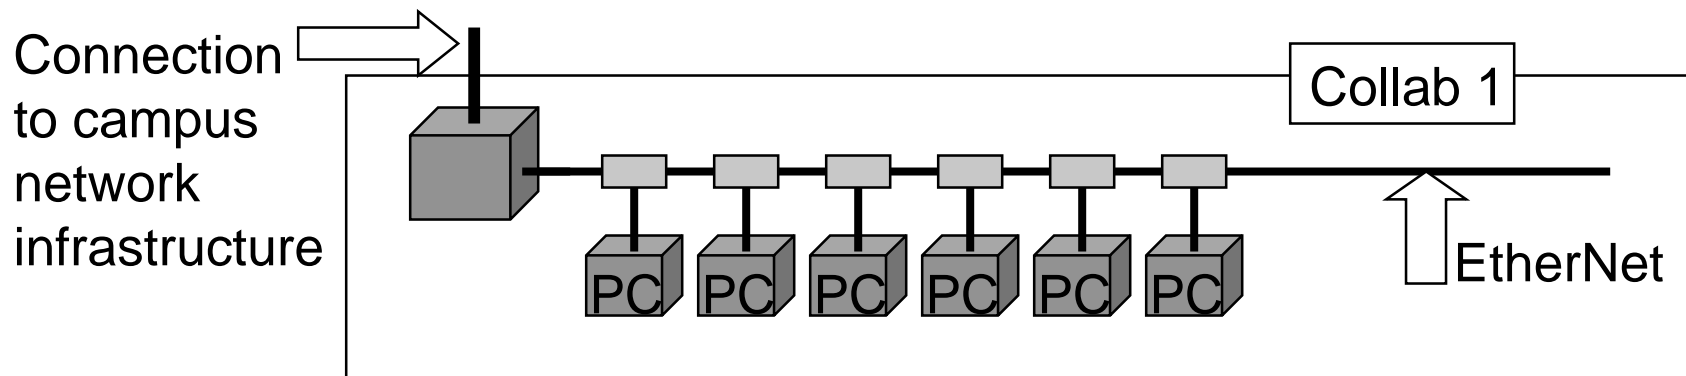 Connection
to campus
network
infrastructure
Collab 1
PC PC PC PC PC PC
EtherNet